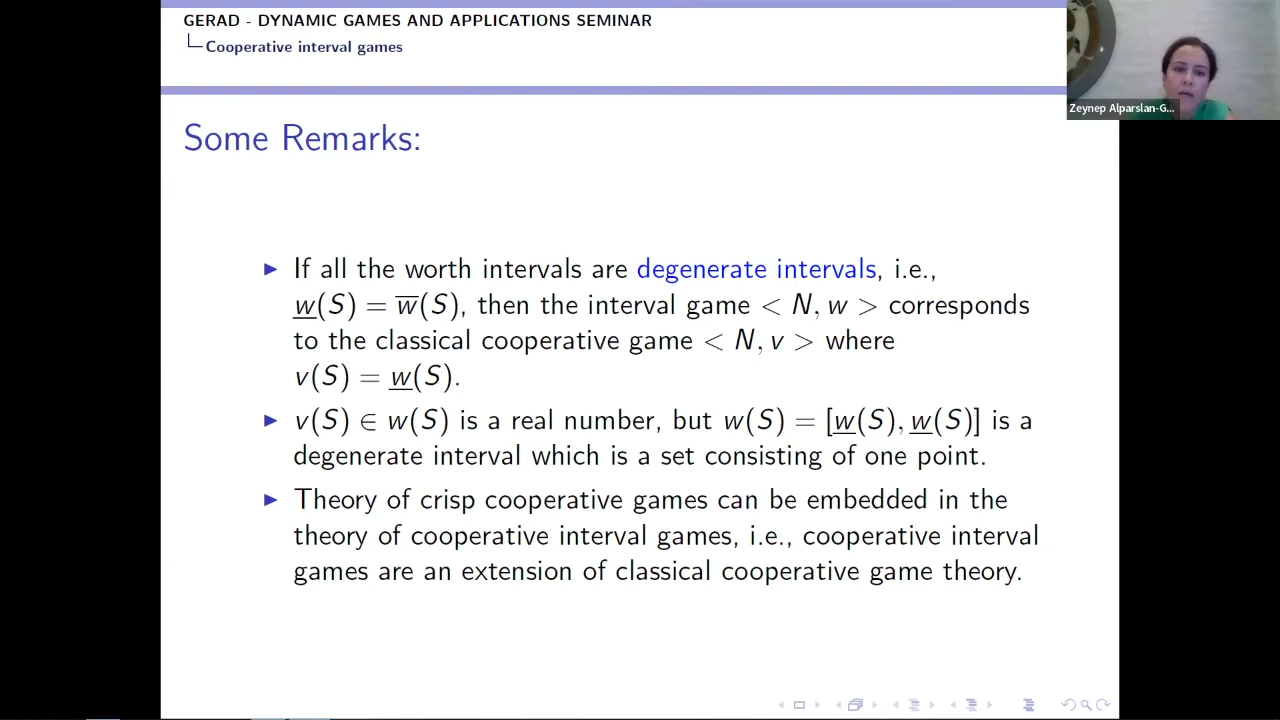 GERAD - DYNAMIC GAMES AND APPLICATIONS SEMINAR
Cooperative interval games
Zeynep Alparslan-G...
Some Remarks:
If all the worth intervals are degenerate intervals, i.e.,
w̲(S) = w̅(S), then the interval game < N, w > corresponds
to the classical cooperative game < N, v > where
v(S) = w̲(S).
v(S) ∈ w(S) is a real number, but w(S) = [w̲(S), w̲(S)] is a
degenerate interval which is a set consisting of one point.
Theory of crisp cooperative games can be embedded in the
theory of cooperative interval games, i.e., cooperative interval
games are an extension of classical cooperative game theory.